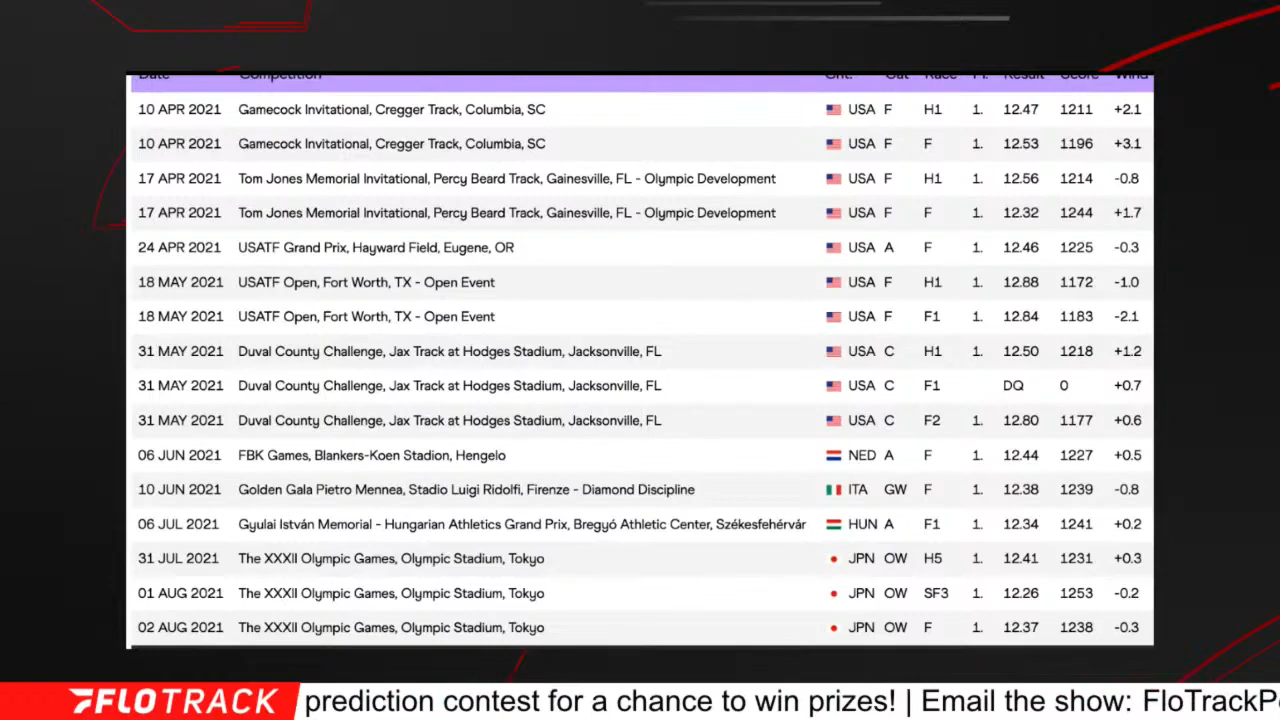 Date Competition Cnt. Cat Race Pl. Result Score Wind
10 APR 2021 Gamecock Invitational, Cregger Track, Columbia, SC USA F H1 1. 12.47 1211 +2.1
10 APR 2021 Gamecock Invitational, Cregger Track, Columbia, SC USA F F 1. 12.53 1196 +3.1
17 APR 2021 Tom Jones Memorial Invitational, Percy Beard Track, Gainesville, FL - Olympic Development USA F H1 1. 12.56 1214 -0.8
17 APR 2021 Tom Jones Memorial Invitational, Percy Beard Track, Gainesville, FL - Olympic Development USA F F 1. 12.32 1244 +1.7
24 APR 2021 USATF Grand Prix, Hayward Field, Eugene, OR USA A F 1. 12.46 1225 -0.3
18 MAY 2021 USATF Open, Fort Worth, TX - Open Event USA F H1 1. 12.88 1172 -1.0
18 MAY 2021 USATF Open, Fort Worth, TX - Open Event USA F F1 1. 12.84 1183 -2.1
31 MAY 2021 Duval County Challenge, Jax Track at Hodges Stadium, Jacksonville, FL USA C H1 1. 12.50 1218 +1.2
31 MAY 2021 Duval County Challenge, Jax Track at Hodges Stadium, Jacksonville, FL USA C F1 DQ 0 +0.7
31 MAY 2021 Duval County Challenge, Jax Track at Hodges Stadium, Jacksonville, FL USA C F2 1. 12.80 1177 +0.6
06 JUN 2021 FBK Games, Blankers-Koen Stadion, Hengelo NED A F 1. 12.44 1227 +0.5
10 JUN 2021 Golden Gala Pietro Mennea, Stadio Luigi Ridolfi, Firenze - Diamond Discipline ITA GW F 1. 12.38 1239 -0.8
06 JUL 2021 Gyulai István Memorial - Hungarian Athletics Grand Prix, Bregyó Athletic Center, Székesfehérvár HUN A F1 1. 12.34 1241 +0.2
31 JUL 2021 The XXXII Olympic Games, Olympic Stadium, Tokyo JPN OW H5 1. 12.41 1231 +0.3
01 AUG 2021 The XXXII Olympic Games, Olympic Stadium, Tokyo JPN OW SF3 1. 12.26 1253 -0.2
02 AUG 2021 The XXXII Olympic Games, Olympic Stadium, Tokyo JPN OW F 1. 12.37 1238 -0.3
FLOTRACK prediction contest for a chance to win prizes! | Email the show: FloTrackPo